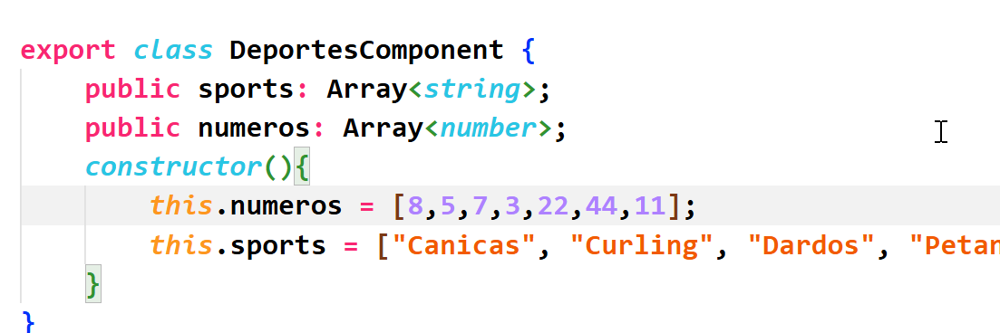 export class DeportesComponent {
public sports: Array<string>;
public numeros: Array<number>;
constructor(){
this.numeros = [8,5,7,3,22,44,11];
this.sports = ["Canicas", "Curling", "Dardos", "Petan
}
}